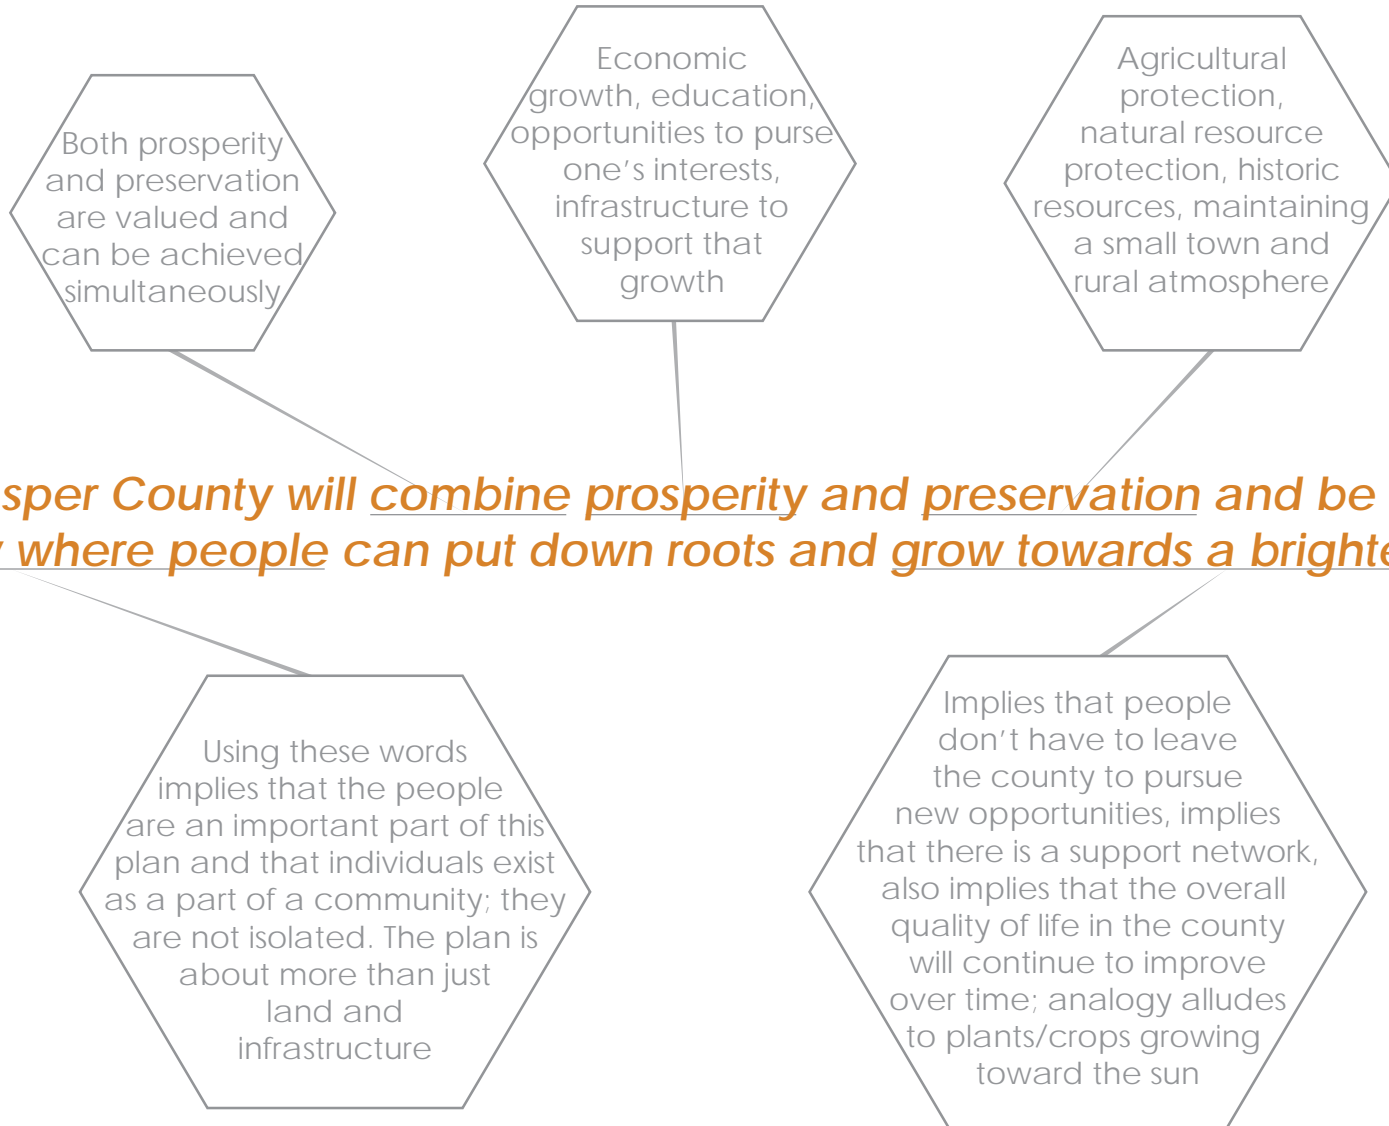 Both prosperity
and preservation
are valued and
can be achieved
simultaneously
Economic
growth, education,
opportunities to purse
one's interests,
infrastructure to
support that
growth
Agricultural
protection,
natural resource
protection, historic
resources, maintaining
a small town and
rural atmosphere
sper County will combine prosperity and preservation and be
where people can put down roots and grow towards a brighte
Using these words
implies that the people
are an important part of this
plan and that individuals exist
as a part of a community; they
are not isolated. The plan is
about more than just
land and
infrastructure
Implies that people
don't have to leave
the county to pursue
new opportunities, implies
that there is a support network,
also implies that the overall
quality of life in the county
will continue to improve
over time; analogy alludes
to plants/crops growing
toward the sun